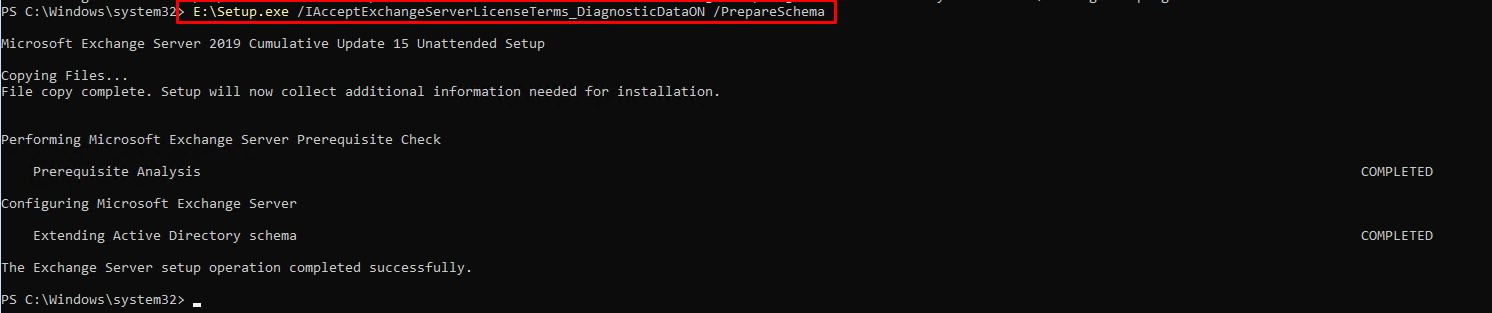 PS C:\Windows\system32> E:\Setup.exe /IAcceptExchangeServerLicenseTerms_DiagnosticDataON /PrepareSchema
Microsoft Exchange Server 2019 Cumulative Update 15 Unattended Setup
Copying Files...
File copy complete. Setup will now collect additional information needed for installation.
Performing Microsoft Exchange Server Prerequisite Check
Prerequisite Analysis COMPLETED
Configuring Microsoft Exchange Server
Extending Active Directory schema COMPLETED
The Exchange Server setup operation completed successfully.
PS C:\Windows\system32>